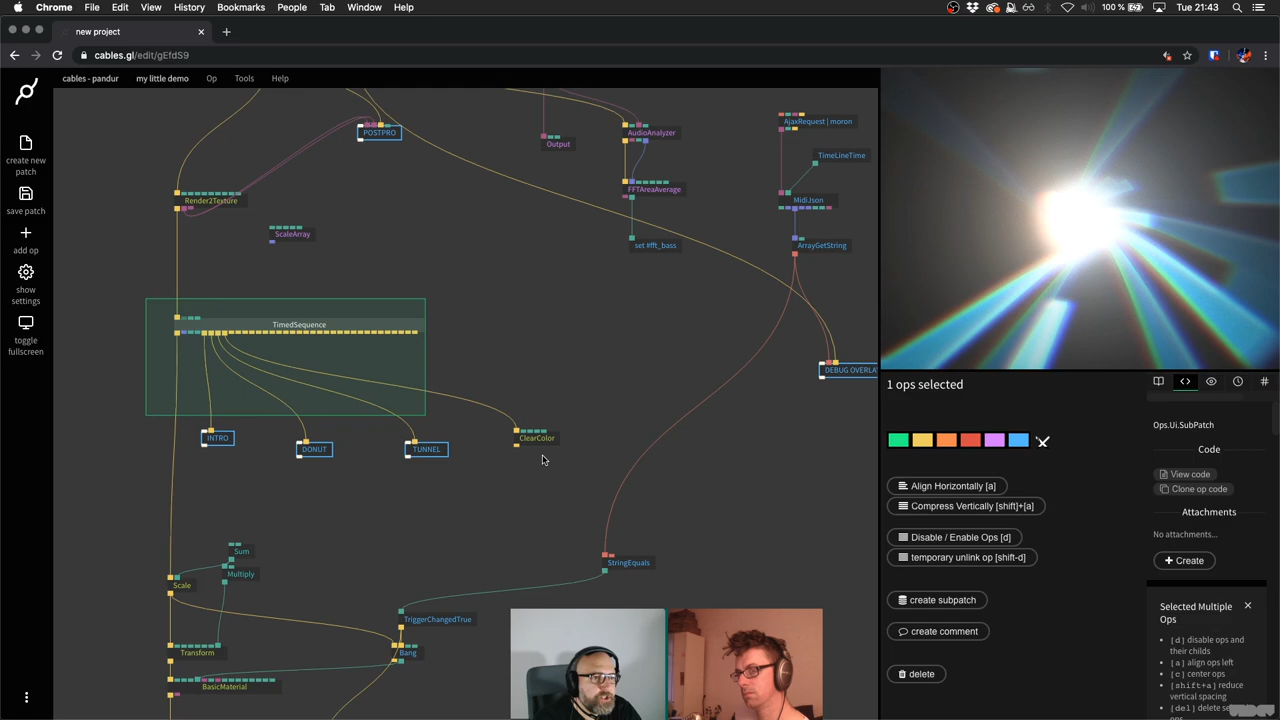 Chrome File Edit View History Bookmarks People Tab Window Help 100 % Tue 21:43
new project
cables.gl/edit/gEfdS9
cables - pandur my little demo Op Tools Help
create new
patch
save patch
add op
show
settings
toggle
fullscreen
POSTPRO
Output
AudioAnalyzer
AjaxRequest | moron
TimeLineTime
FFTAreaAverage
Render2Texture
MidiJson
ScaleArray
set #fft_bass
ArrayGetString
TimedSequence
DEBUG OVERLA
INTRO
DONUT
TUNNEL
ClearColor
Sum
Multiply
Scale
StringEquals
TriggerChangedTrue
Transform
Bang
BasicMaterial
1 ops selected
Align Horizontally [a]
Compress Vertically [shift]+[a]
Disable / Enable Ops [d]
temporary unlink op [shift-d]
create subpatch
create comment
delete
Ops.Ui.SubPatch
Code
View code
Clone op code
Attachments
No attachments...
+ Create
Selected Multiple
Ops
[d] disable ops and
their childs
[a] align ops left
[c] center ops
[shift+a] reduce
vertical spacing